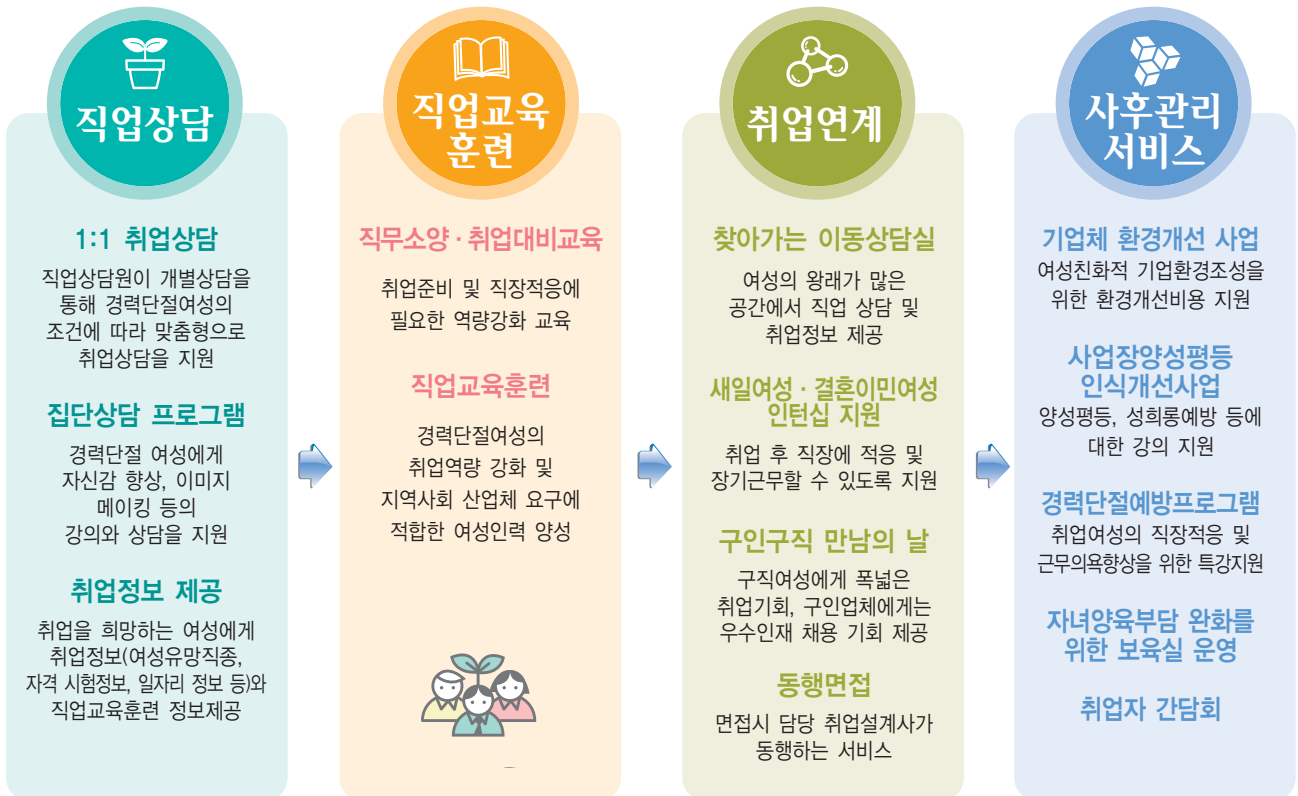 직업상담
1:1 취업상담
직업상담원이 개별상담을
통해 경력단절여성의
조건에 따라 맞춤형으로
취업상담을 지원
집단상담 프로그램
경력단절 여성에게
자신감 향상, 이미지
메이킹 등의
강의와 상담을 지원
취업정보 제공
취업을 희망하는 여성에게
취업정보(여성유망직종,
자격 시험정보, 일자리 정보 등)와
직업교육훈련 정보제공
직업교육
훈련
직무소양·취업대비교육
취업준비 및 직장적응에
필요한 역량강화 교육
직업교육훈련
경력단절여성의
취업역량 강화 및
지역사회 산업체 요구에
적합한 여성인력 양성
취업연계
찾아가는 이동상담실
여성의 왕래가 많은
공간에서 직업 상담 및
취업정보 제공
새일여성·결혼이민여성
인턴십 지원
취업 후 직장에 적응 및
장기근무할 수 있도록 지원
구인구직 만남의 날
구직여성에게 폭넓은
취업기회, 구인업체에게는
우수인재 채용 기회 제공
동행면접
면접시 담당 취업설계사가
동행하는 서비스
사후관리
서비스
기업체 환경개선 사업
여성친화적 기업환경조성을
위한 환경개선비용 지원
사업장양성평등
인식개선사업
양성평등, 성희롱예방 등에
대한 강의 지원
경력단절예방프로그램
취업여성의 직장적응 및
근무의욕향상을 위한 특강지원
자녀양육부담 완화를
위한 보육실 운영
취업자 간담회